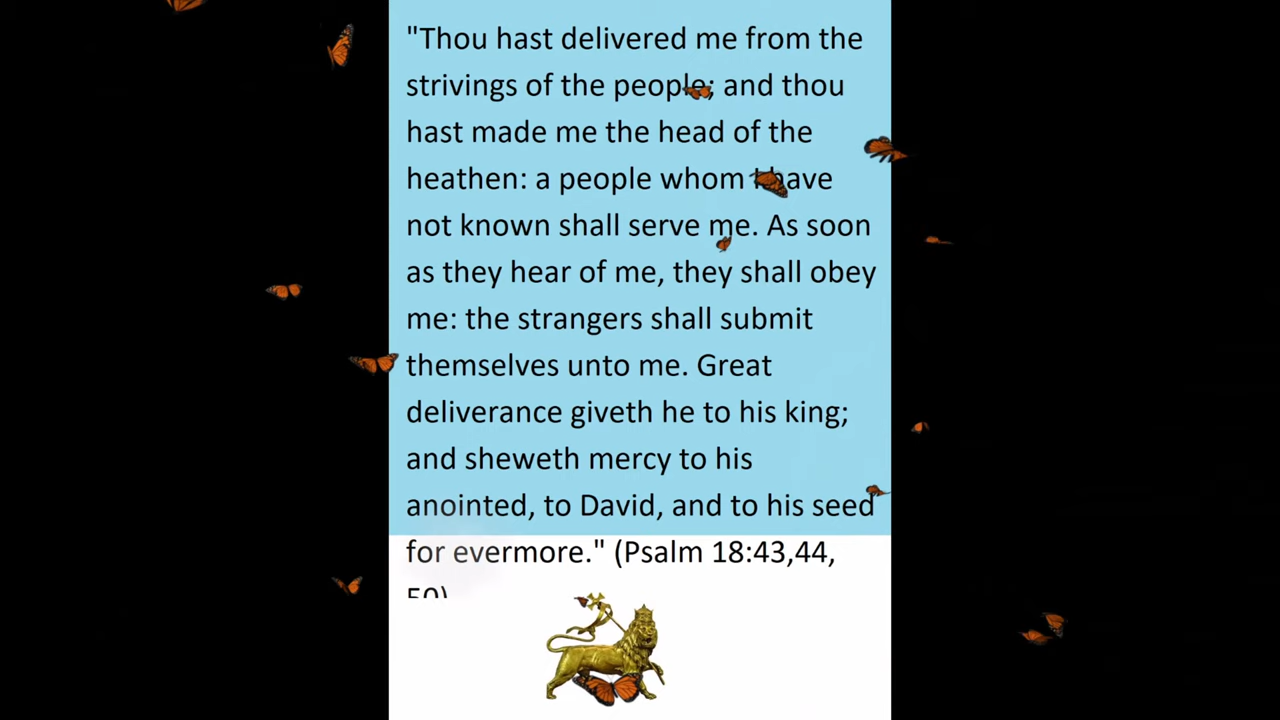 "Thou hast delivered me from the
strivings of the people; and thou
hast made me the head of the
heathen: a people whom I have
not known shall serve me. As soon
as they hear of me, they shall obey
me: the strangers shall submit
themselves unto me. Great
deliverance giveth he to his king;
and sheweth mercy to his
anointed, to David, and to his seed
for evermore." (Psalm 18:43,44,
50)